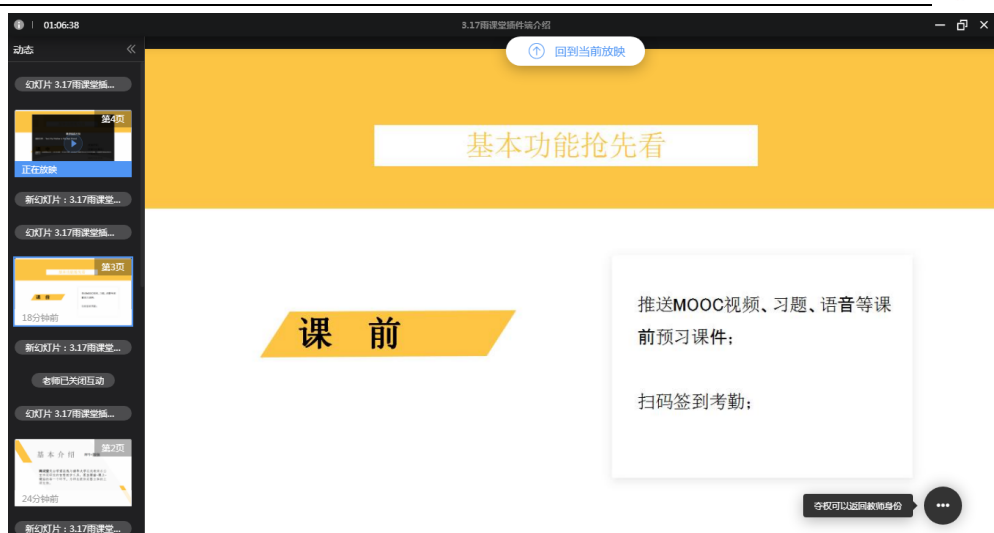 01:06:38
3.17雨课堂插件端介绍
动态
回到当前放映
幻灯片 3.17雨课堂插...
第4页
正在放映
新幻灯片：3.17雨课堂...
幻灯片 3.17雨课堂插...
第3页
18分钟前
新幻灯片：3.17雨课堂...
老师已关闭互动
幻灯片 3.17雨课堂插...
第2页
基 本 介 绍
24分钟前
新幻灯片：3.17雨课堂...
基本功能抢先看
课 前
推送MOOC视频、习题、语音等课
前预习课件;
扫码签到考勤;
夺权可以返回教师身份